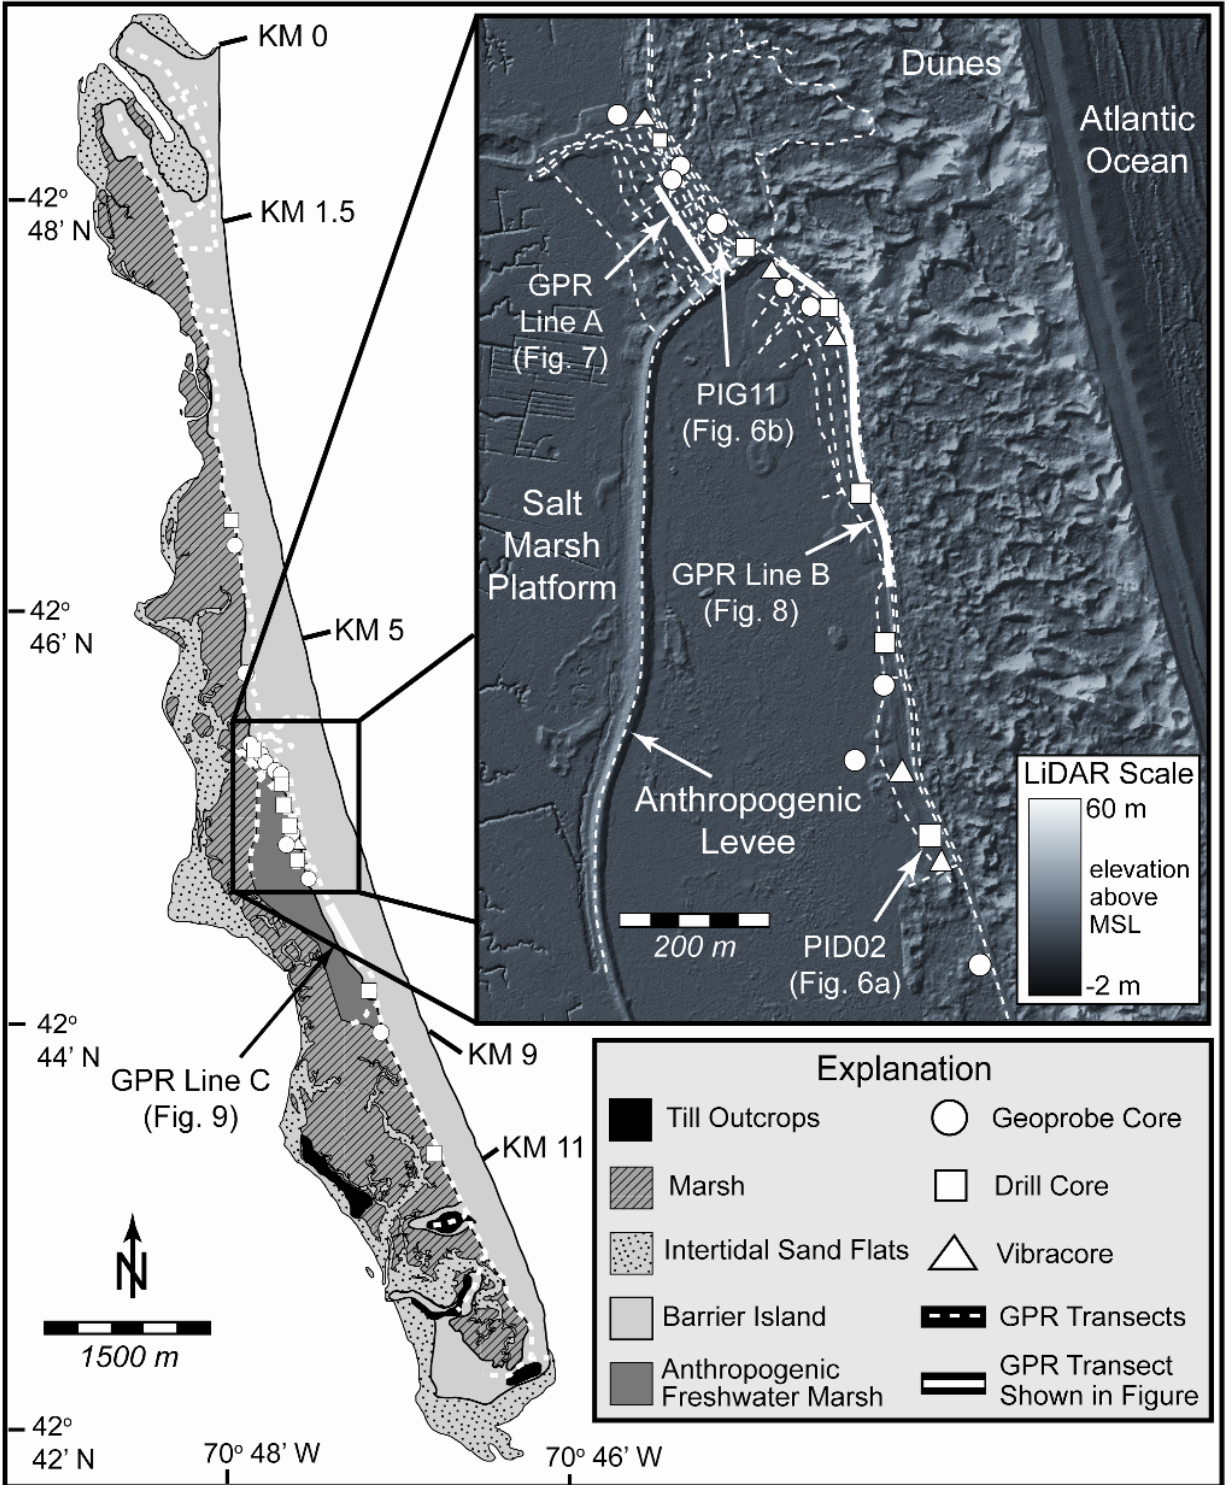 KM 0
42°
48' N
KM 1.5
42°
46' N
KM 5
42°
44' N
KM 9
GPR Line C
(Fig. 9)
KM 11
N
1500 m
42°
42' N
70° 48' W
70° 46' W
Dunes
Atlantic
Ocean
GPR
Line A
(Fig. 7)
PIG11
(Fig. 6b)
Salt
Marsh
Platform
GPR Line B
(Fig. 8)
Anthropogenic
Levee
200 m
PID02
(Fig. 6a)
LiDAR Scale
60 m
elevation
above
MSL
-2 m
Explanation
Till Outcrops
Geoprobe Core
Marsh
Drill Core
Intertidal Sand Flats
Vibracore
Barrier Island
GPR Transects
Anthropogenic
Freshwater Marsh
GPR Transect
Shown in Figure